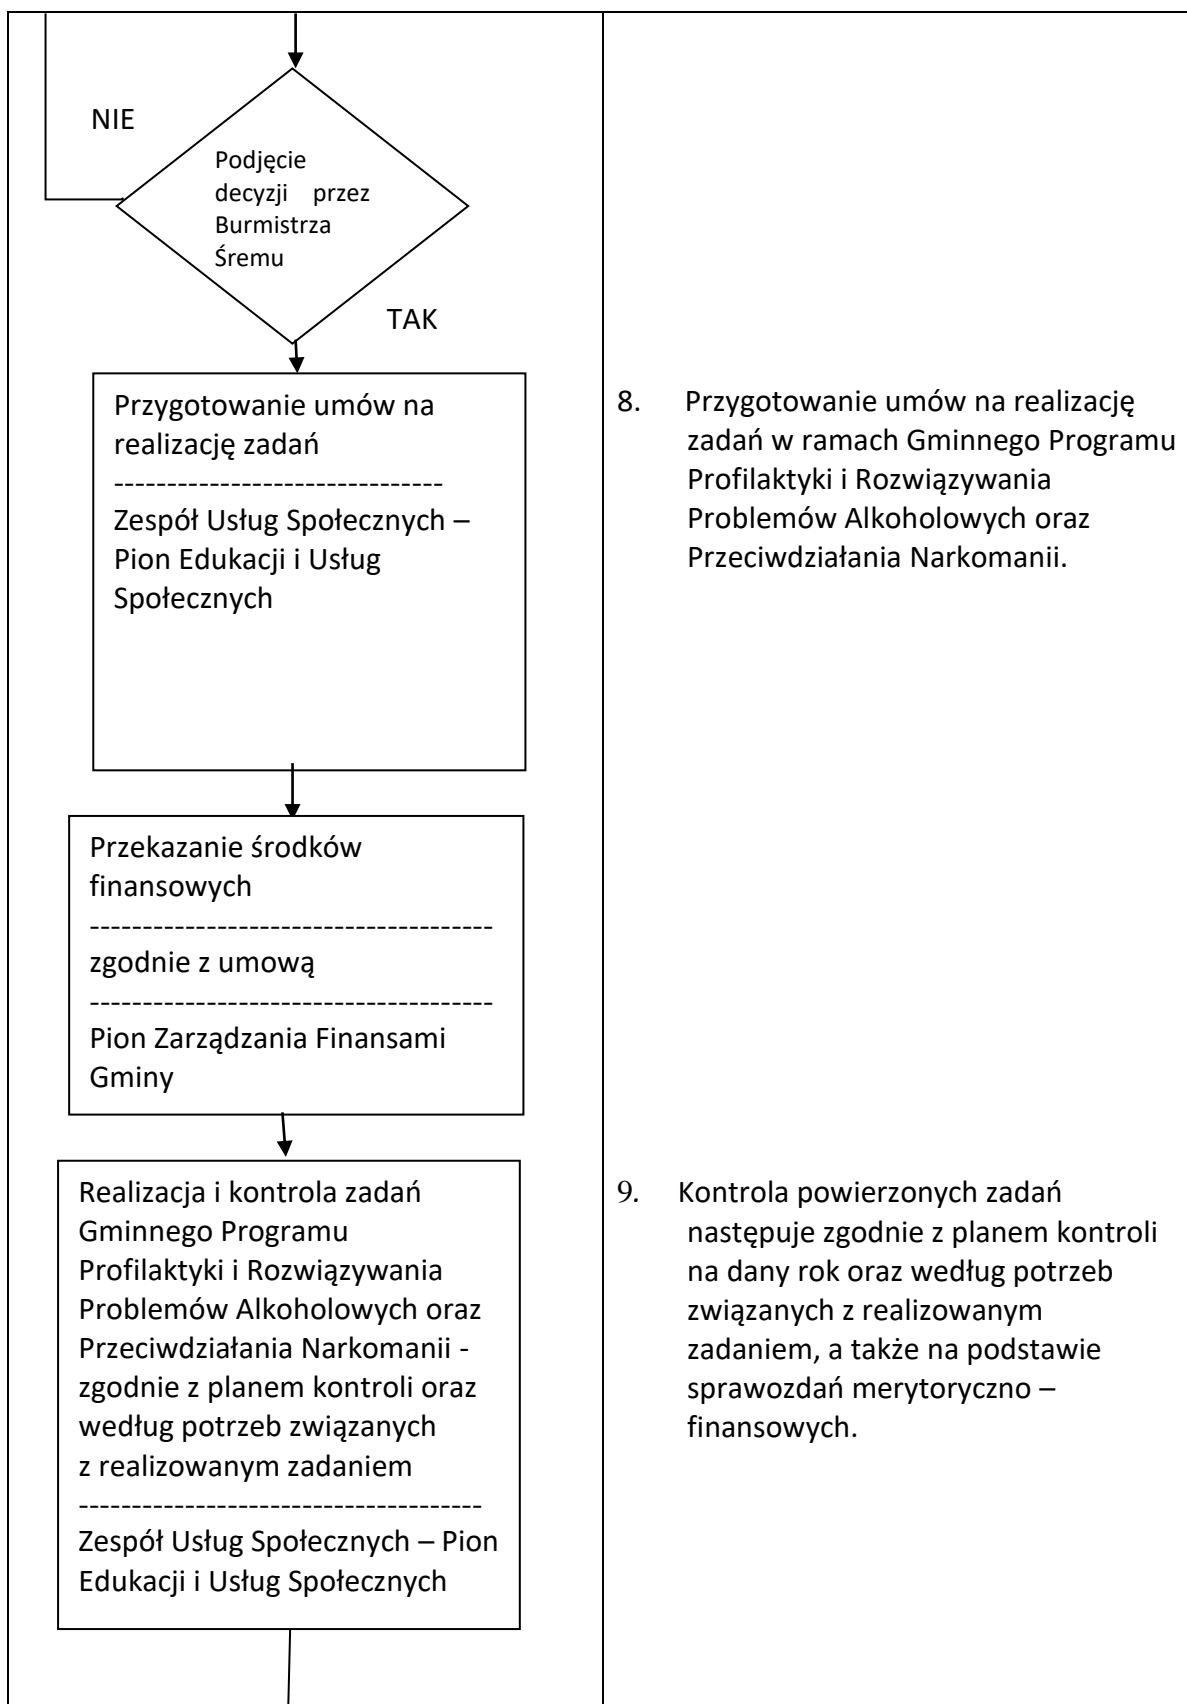 NIE
Podjęcie
decyzji przez
Burmistrza
Śremu
TAK
Przygotowanie umów na
realizację zadań
-------------------------------
Zespół Usług Społecznych –
Pion Edukacji i Usług
Społecznych
8. Przygotowanie umów na realizację
zadań w ramach Gminnego Programu
Profilaktyki i Rozwiązywania
Problemów Alkoholowych oraz
Przeciwdziałania Narkomanii.
Przekazanie środków
finansowych
--------------------------------------
zgodnie z umową
--------------------------------------
Pion Zarządzania Finansami
Gminy
Realizacja i kontrola zadań
Gminnego Programu
Profilaktyki i Rozwiązywania
Problemów Alkoholowych oraz
Przeciwdziałania Narkomanii -
zgodnie z planem kontroli oraz
według potrzeb związanych
z realizowanym zadaniem
--------------------------------------
Zespół Usług Społecznych – Pion
Edukacji i Usług Społecznych
9. Kontrola powierzonych zadań
następuje zgodnie z planem kontroli
na dany rok oraz według potrzeb
związanych z realizowanym
zadaniem, a także na podstawie
sprawozdań merytoryczno –
finansowych.